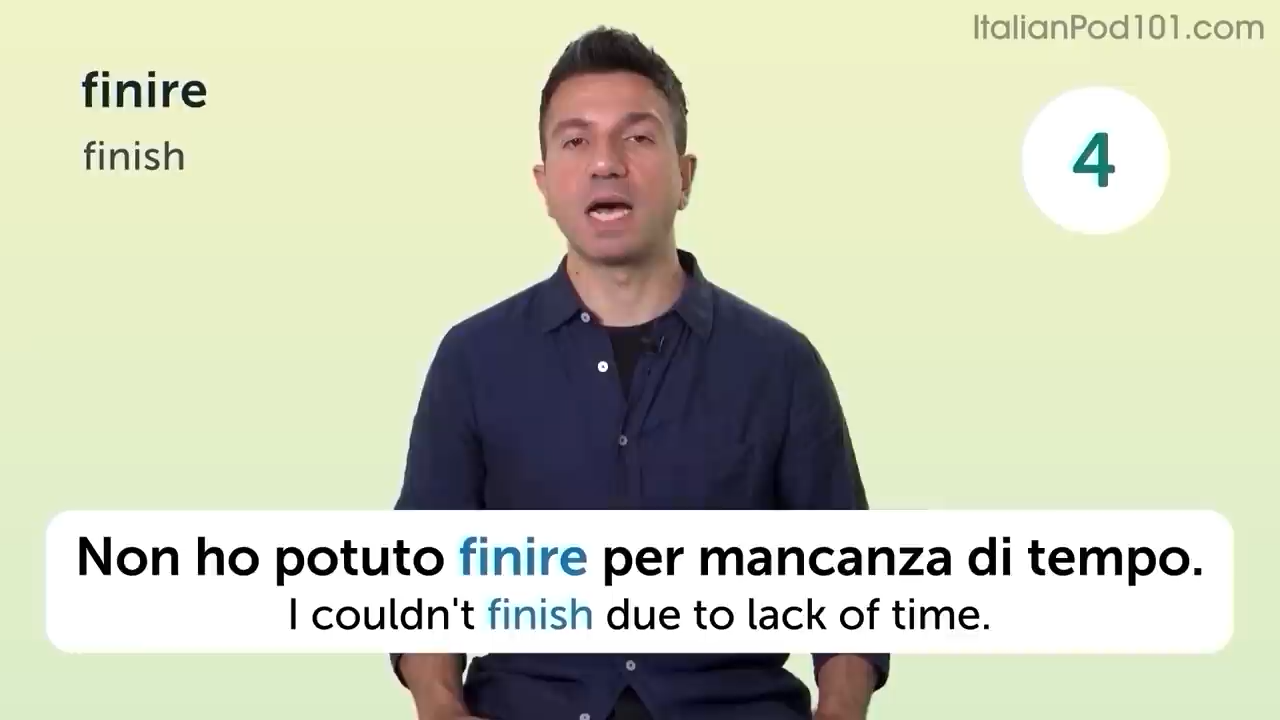 ItalianPod101.com
finire
finish
4
Non ho potuto finire per mancanza di tempo.
I couldn't finish due to lack of time.